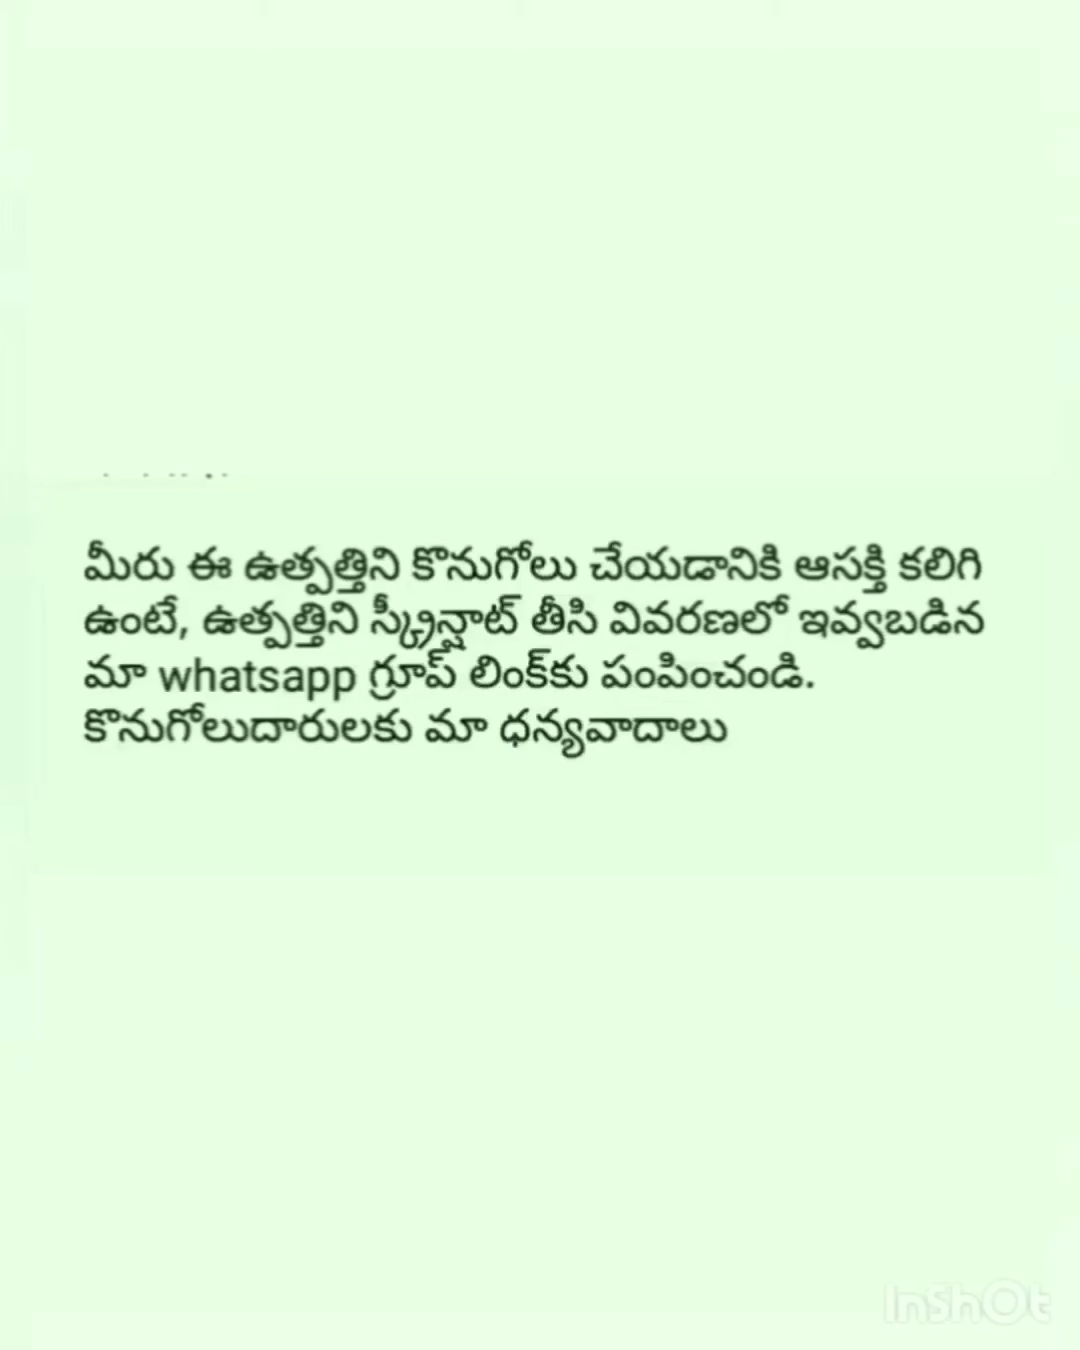 మీరు ఈ ఉత్పత్తిని కొనుగోలు చేయడానికి ఆసక్తి కలిగి
ఉంటే, ఉత్పత్తిని స్క్రీన్షాట్ తీసి వివరణలో ఇవ్వబడిన
మా whatsapp గ్రూప్ లింక్‌కు పంపించండి.
కొనుగోలుదారులకు మా ధన్యవాదాలు
InShOt